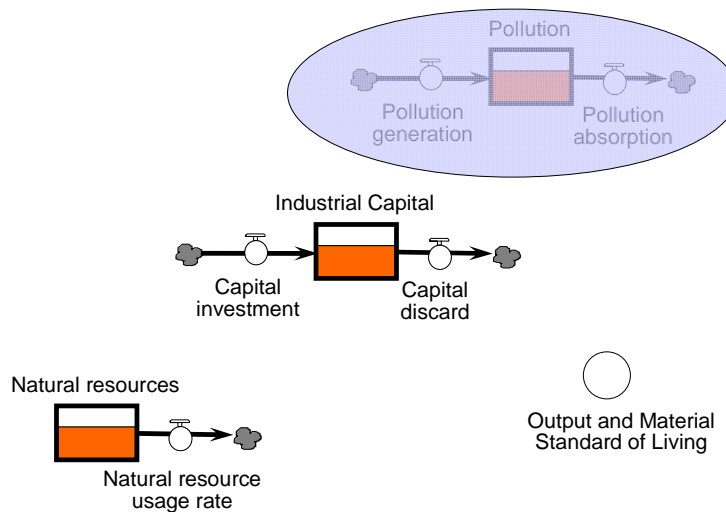 Pollution
Pollution
generation
Pollution
absorption
Industrial Capital
Capital
investment
Capital
discard
Natural resources
Natural resource
usage rate
Output and Material
Standard of Living